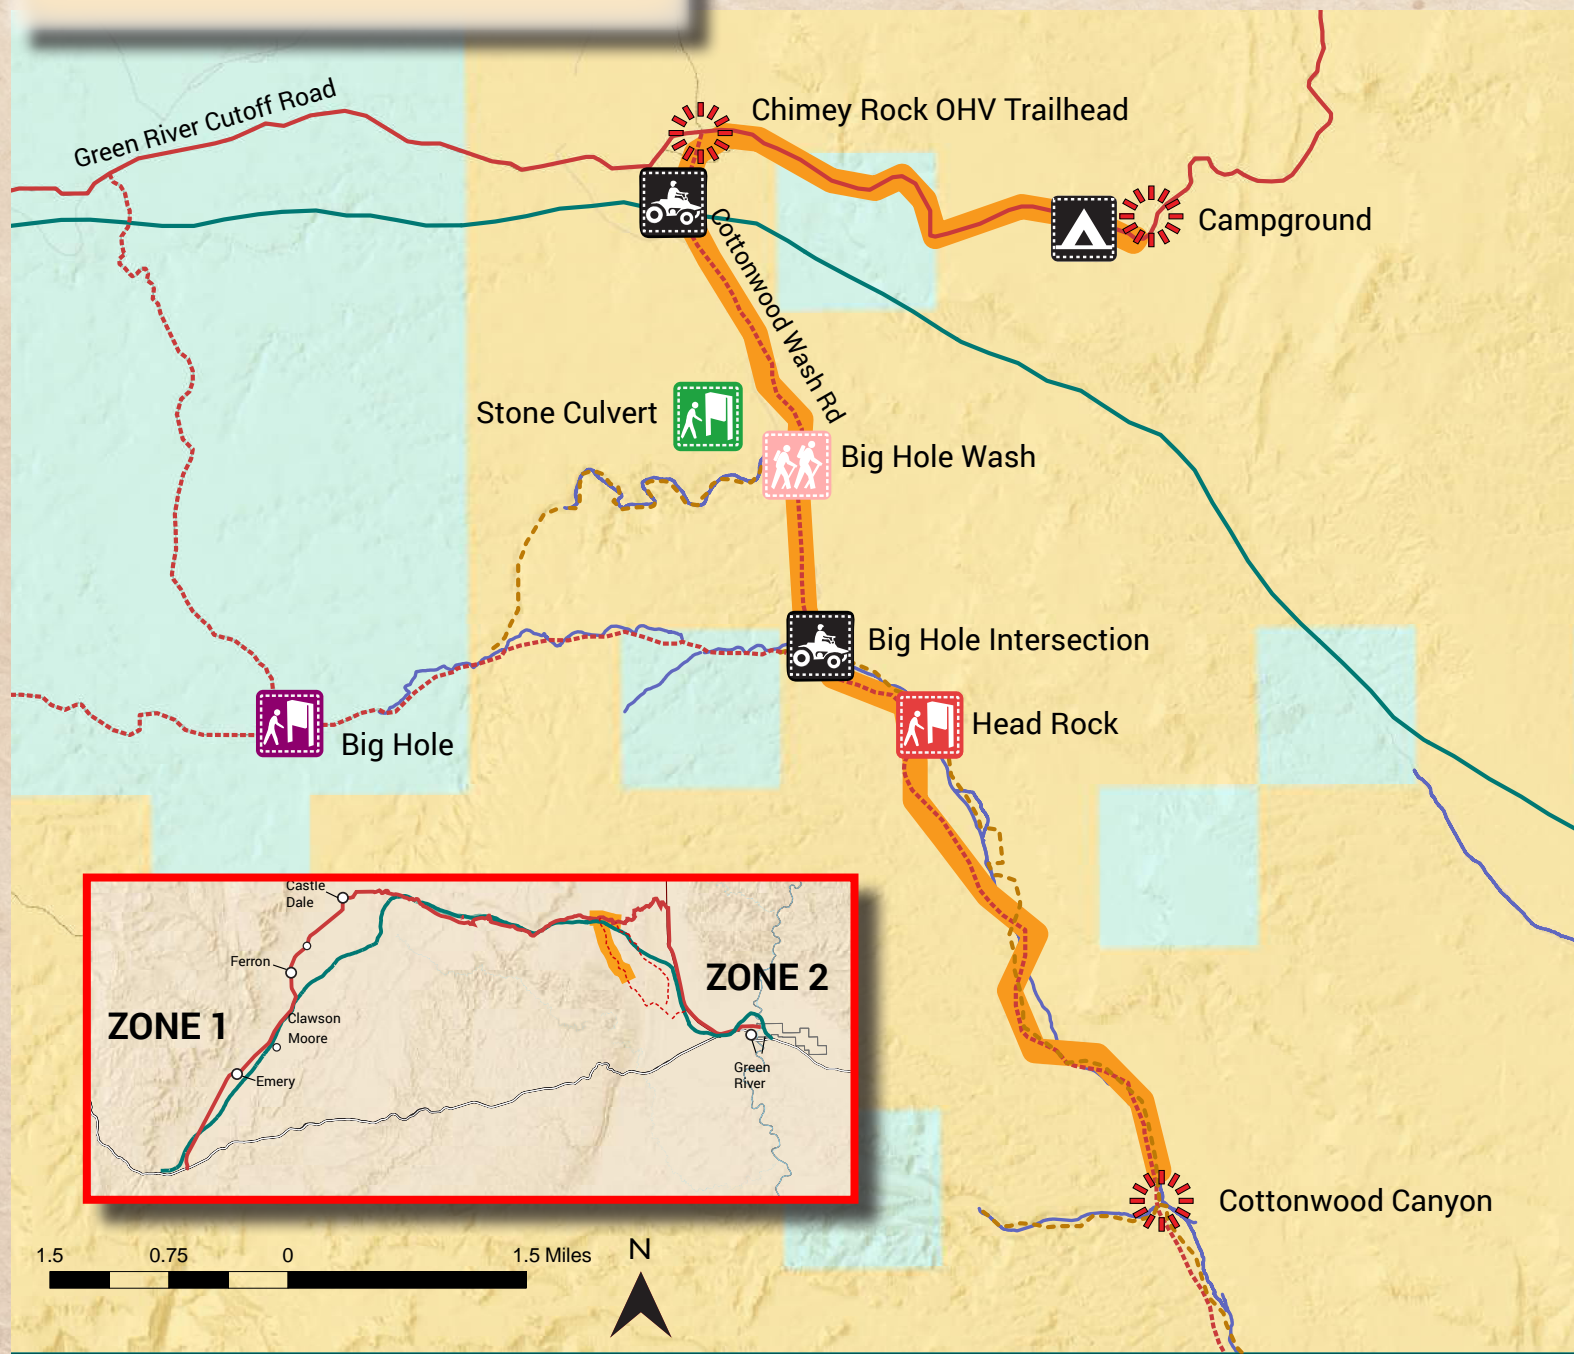 Green River Cutoff Road
Chimey Rock OHV Trailhead
Campground
Cottonwood Wash Rd
Stone Culvert
Big Hole Wash
Big Hole Intersection
Head Rock
Big Hole
Castle
Dale
Ferron
ZONE 2
ZONE 1
Clawson
Moore
Emery
Green
River
Cottonwood Canyon
1.5 0.75 0 1.5 Miles
N